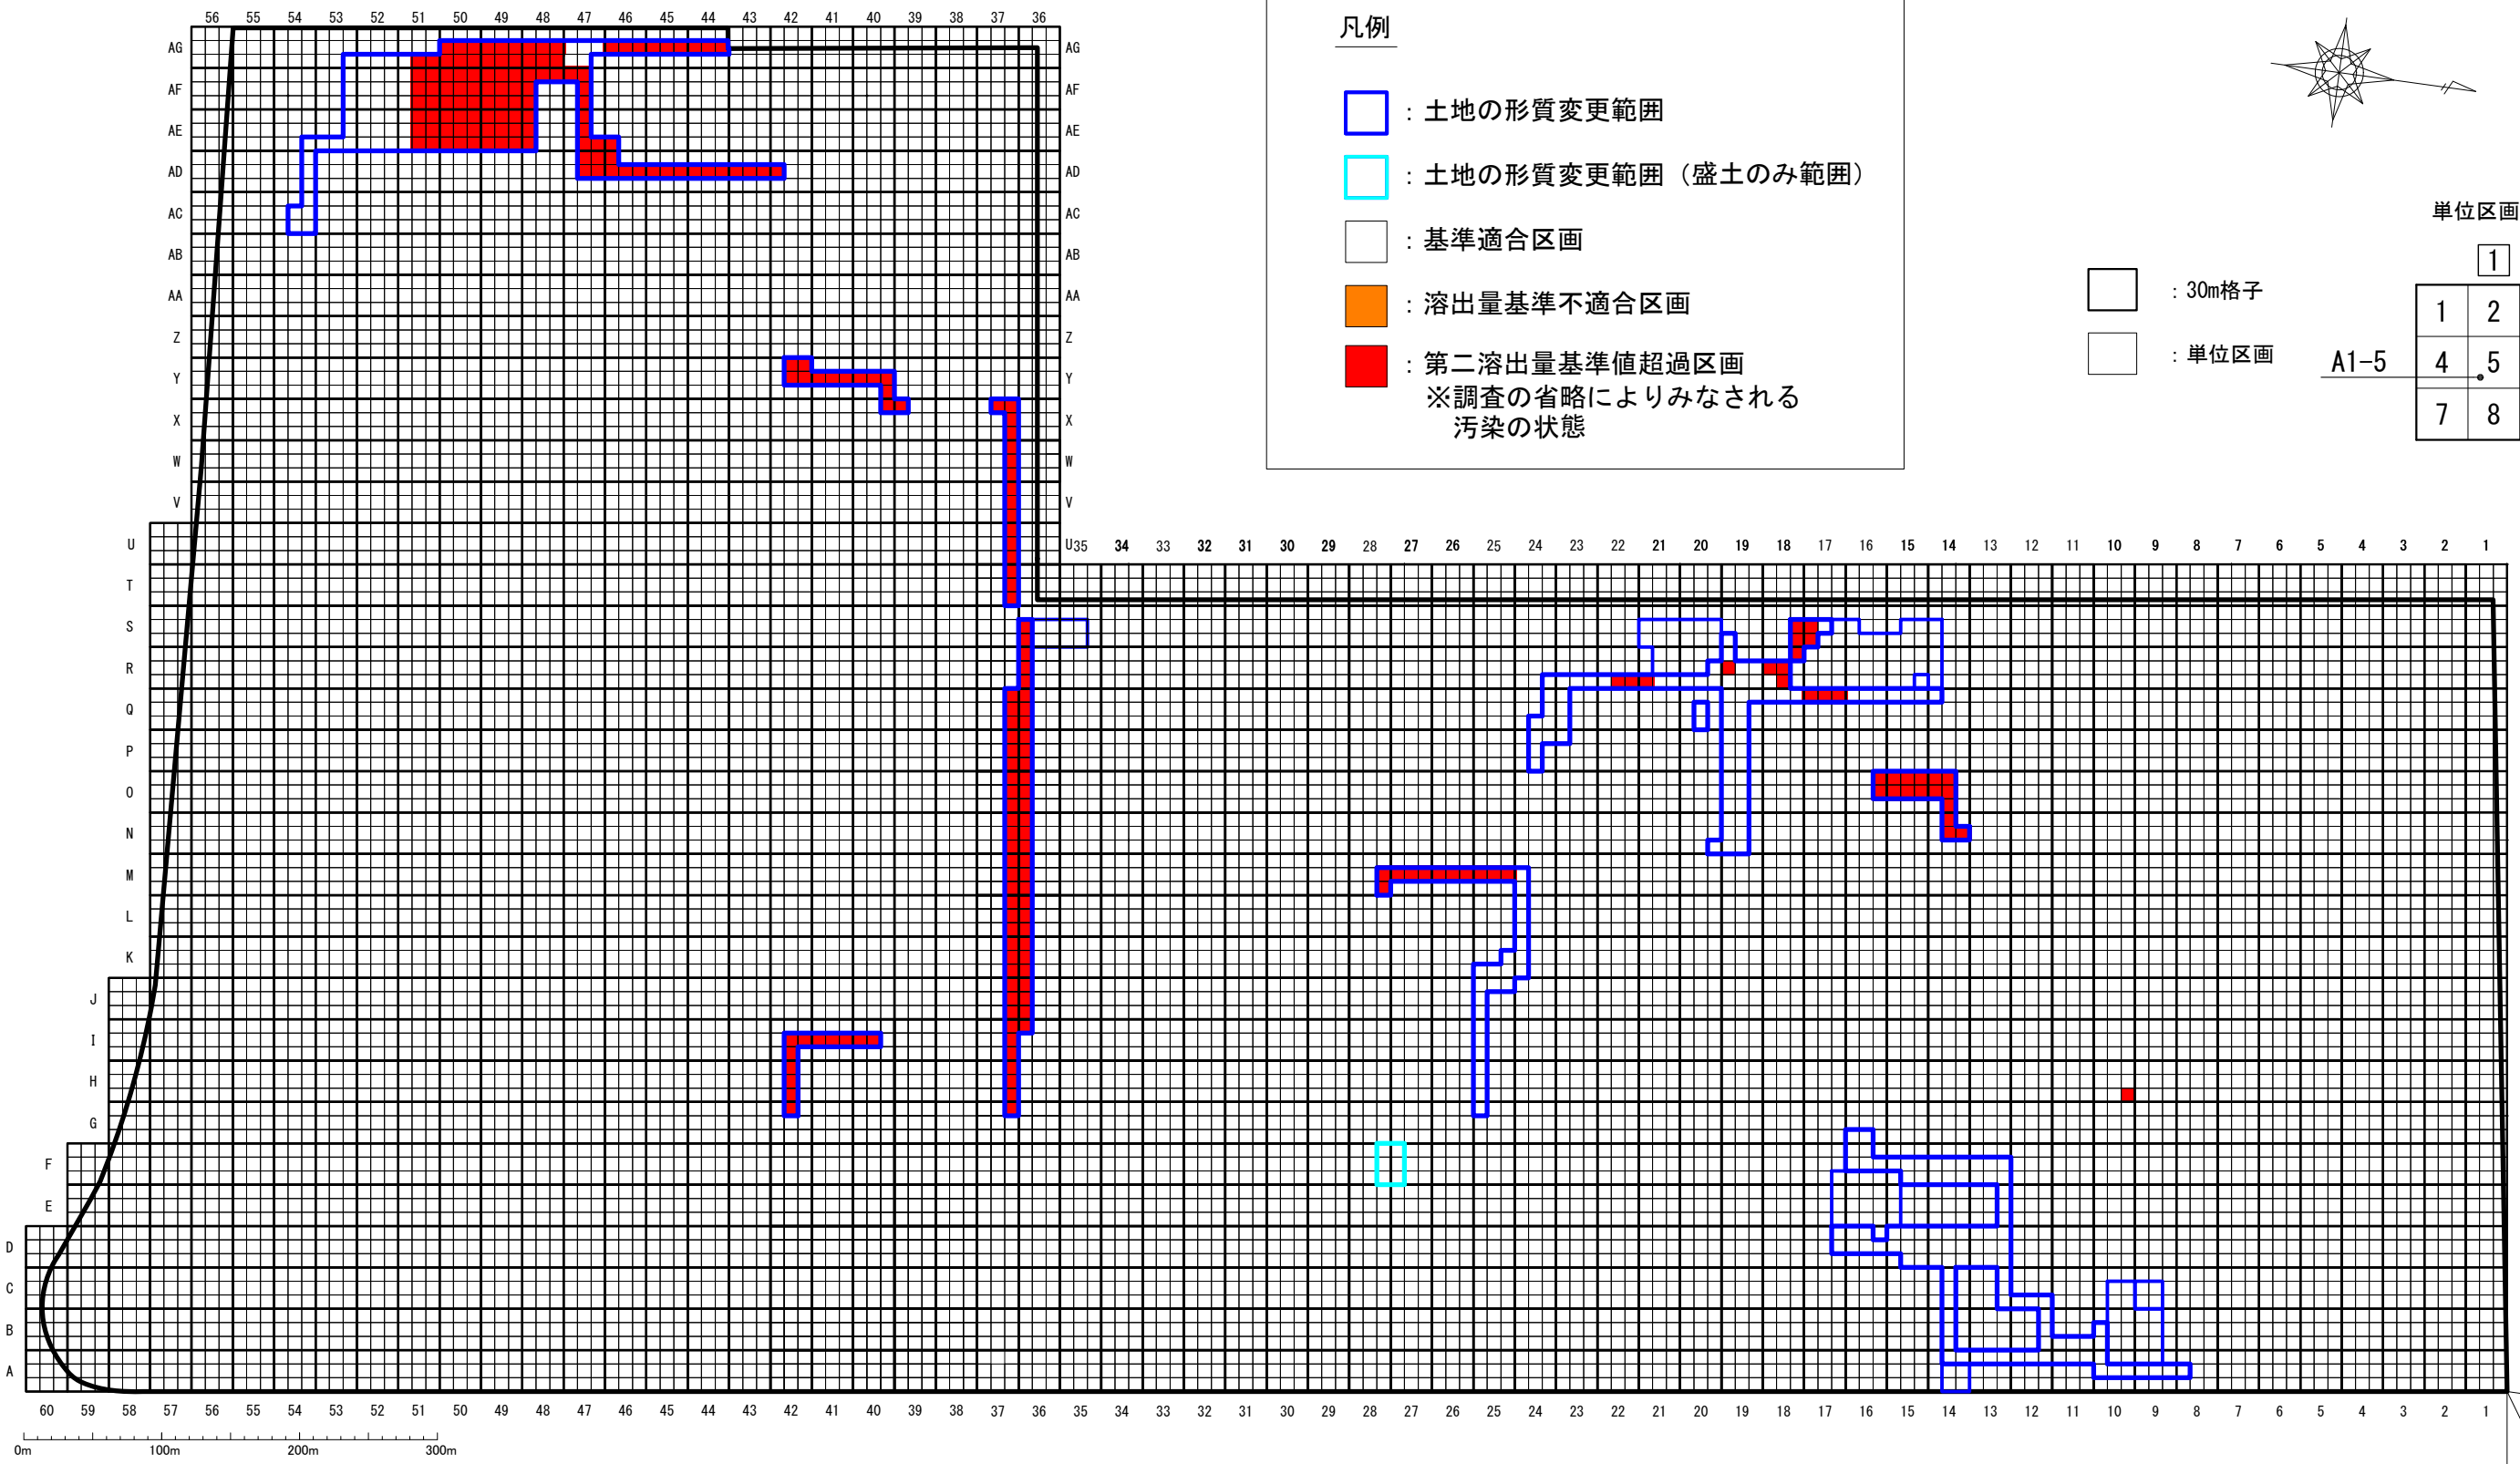 56 55 54 53 52 51 50 49 48 47 46 45 44 43 42 41 40 39 38 37 36
AG AG
AF AF
AE AE
AD AD
AC AC
AB AB
AA AA
Z Z
Y Y
X X
W W
V V
U U 35 34 33 32 31 30 29 28 27 26 25 24 23 22 21 20 19 18 17 16 15 14 13 12 11 10 9 8 7 6 5 4 3 2 1
T
S
R
Q
P
O
N
M
L
K
J
I
H
G
F
E
D
C
B
A
60 59 58 57 56 55 54 53 52 51 50 49 48 47 46 45 44 43 42 41 40 39 38 37 36 35 34 33 32 31 30 29 28 27 26 25 24 23 22 21 20 19 18 17 16 15 14 13 12 11 10 9 8 7 6 5 4 3 2 1
0m 100m 200m 300m
凡例
：土地の形質変更範囲
：土地の形質変更範囲（盛土のみ範囲）
：基準適合区画
：溶出量基準不適合区画
：第二溶出量基準値超過区画
※調査の省略によりみなされる
汚染の状態
：30m格子
：単位区画
単位区画
1
1 2
A1-5 4 5
7 8